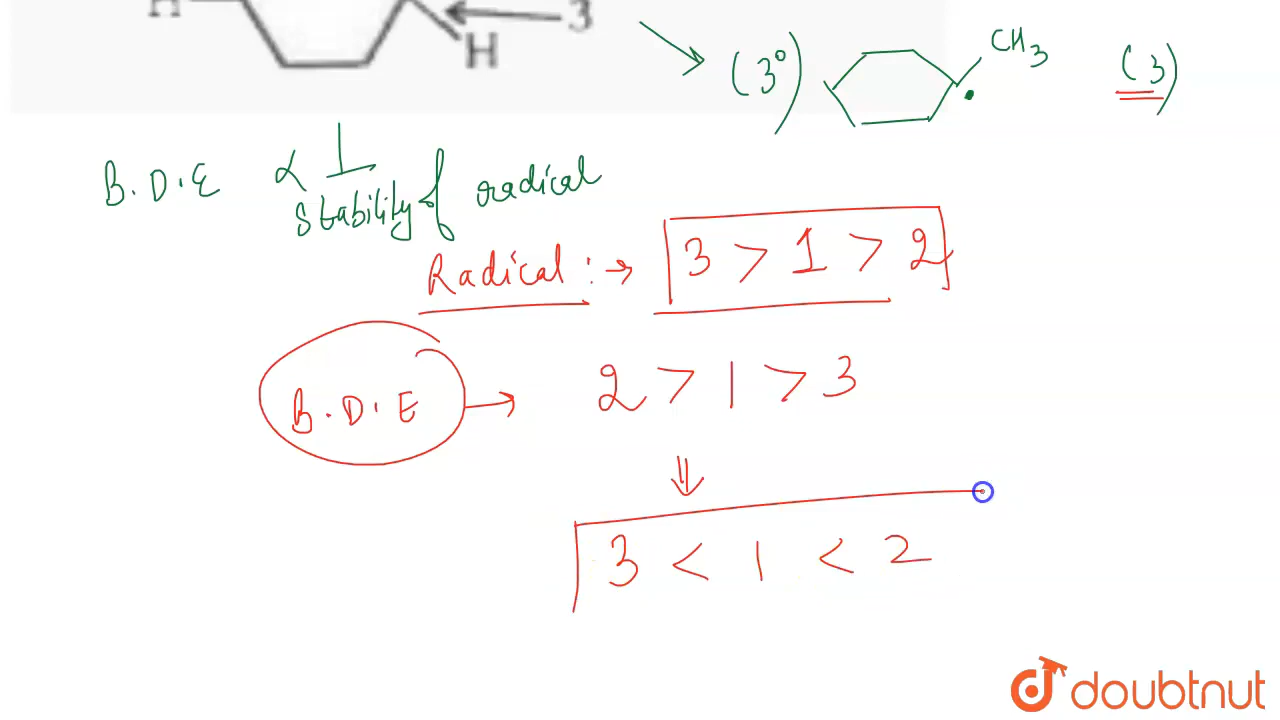 H
3
H
(3°) CH3 (3)
B.D.E ∝ 1
stability of radical
Radical :→ 3 > 1 > 2
B.D.E → 2 > 1 > 3
⇓
3 < 1 < 2
doubtnut